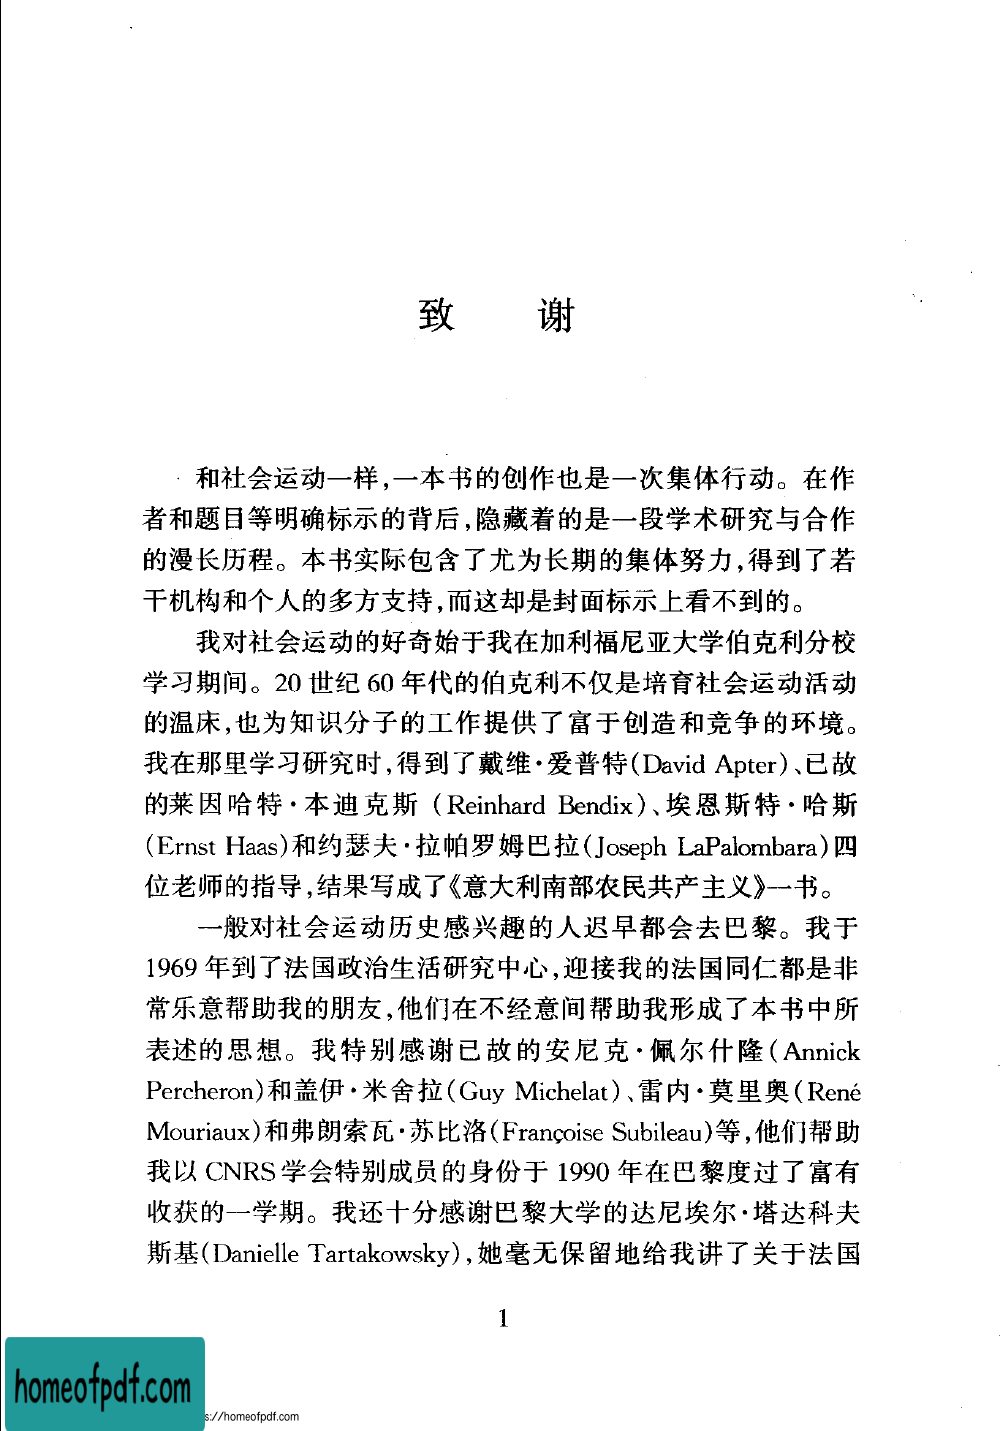 致 谢
和社会运动一样,一本书的创作也是一次集体行动。在作
者和题目等明确标示的背后,隐藏着的是一段学术研究与合作
的漫长历程。本书实际包含了尤为长期的集体努力,得到了若
干机构和个人的多方支持,而这却是封面标示上看不到的。
我对社会运动的好奇始于我在加利福尼亚大学伯克利分校
学习期间。20 世纪 60 年代的伯克利不仅是培育社会运动活动
的温床,也为知识分子的工作提供了富于创造和竞争的环境。
我在那里学习研究时,得到了戴维·爱普特(David Apter)、已故
的莱因哈特·本迪克斯 (Reinhard Bendix)、埃恩斯特·哈斯
(Ernst Haas)和约瑟夫·拉帕罗姆巴拉(Joseph LaPalombara)四
位老师的指导,结果写成了《意大利南部农民共产主义》一书。
一般对社会运动历史感兴趣的人迟早都会去巴黎。我于
1969 年到了法国政治生活研究中心,迎接我的法国同仁都是非
常乐意帮助我的朋友,他们在不经意间帮助我形成了本书中所
表述的思想。我特别感谢已故的安尼克·佩尔什隆(Annick
Percheron)和盖伊·米舍拉(Guy Michelat)、雷内·莫里奥(René
Mouriaux)和弗朗索瓦·苏比洛(Françoise Subileau)等,他们帮助
我以 CNRS 学会特别成员的身份于 1990 年在巴黎度过了富有
收获的一学期。我还十分感谢巴黎大学的达尼埃尔·塔达科夫
斯基(Danielle Tartakowsky),她毫无保留地给我讲了关于法国
1
homeofpdf.com
s://homeofpdf.com